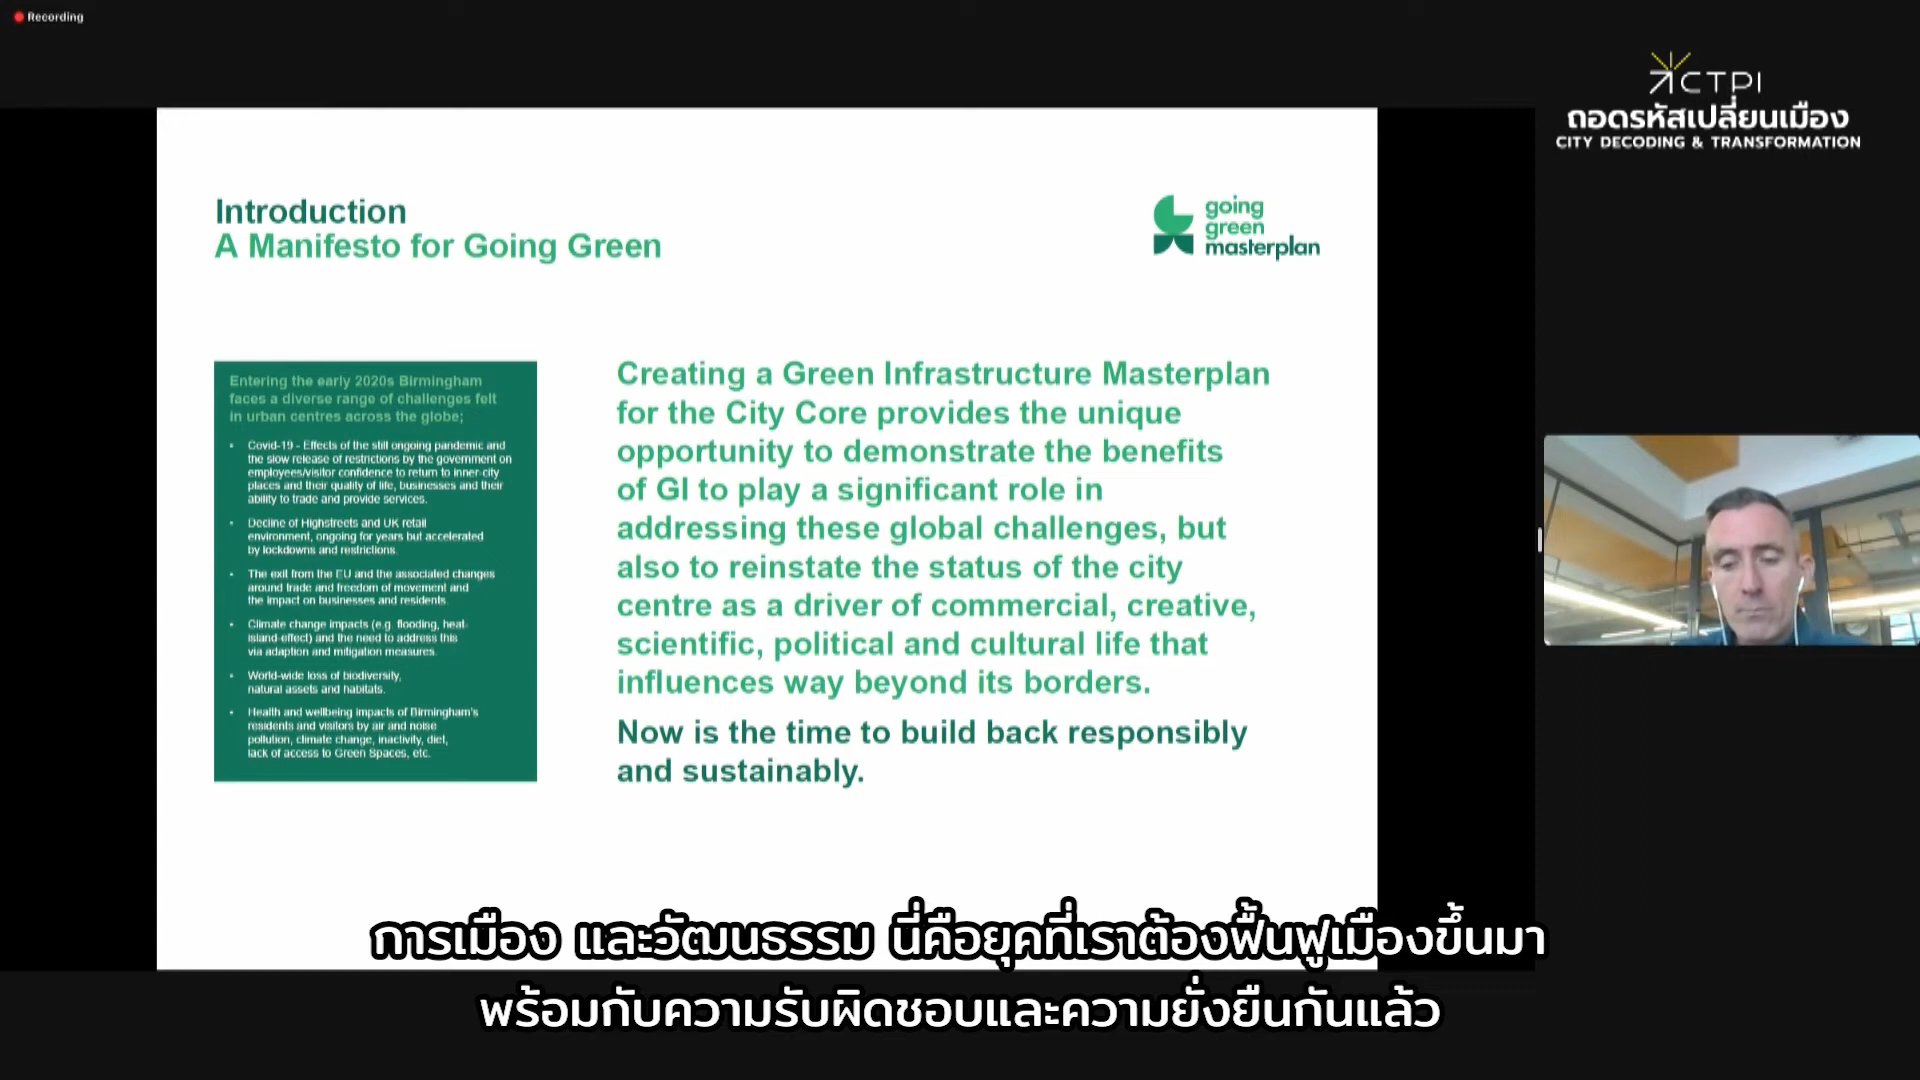 Recording
ACTPI
ถอดรหัสเปลี่ยนเมือง
CITY DECODING & TRANSFORMATION
Introduction
A Manifesto for Going Green
going
green
masterplan
Entering the early 2020s Birmingham
faces a diverse range of challenges felt
in urban centres across the globe;
• Covid-19 - Effects of the still ongoing pandemic and
the slow release of restrictions by the government on
employees/visitor confidence to return to inner-city
places and their quality of life, businesses and their
ability to trade and provide services.
• Decline of Highstreets and UK retail
environment, ongoing for years but accelerated
by lockdowns and restrictions.
• The exit from the EU and the associated changes
around trade and freedom of movement and
the impact on businesses and residents.
• Climate change impacts (e.g. flooding, heat-
island-effect) and the need to address this
via adaption and mitigation measures.
• World-wide loss of biodiversity,
natural assets and habitats.
• Health and wellbeing impacts of Birmingham's
residents and visitors by air and noise
pollution, climate change, inactivity, diet,
lack of access to Green Spaces, etc.
Creating a Green Infrastructure Masterplan
for the City Core provides the unique
opportunity to demonstrate the benefits
of GI to play a significant role in
addressing these global challenges, but
also to reinstate the status of the city
centre as a driver of commercial, creative,
scientific, political and cultural life that
influences way beyond its borders.
Now is the time to build back responsibly
and sustainably.
การเมือง และวัฒนธรรม นี่คือยุคที่เราต้องฟื้นฟูเมืองขึ้นมา
พร้อมกับความรับผิดชอบและความยั่งยืนกันแล้ว